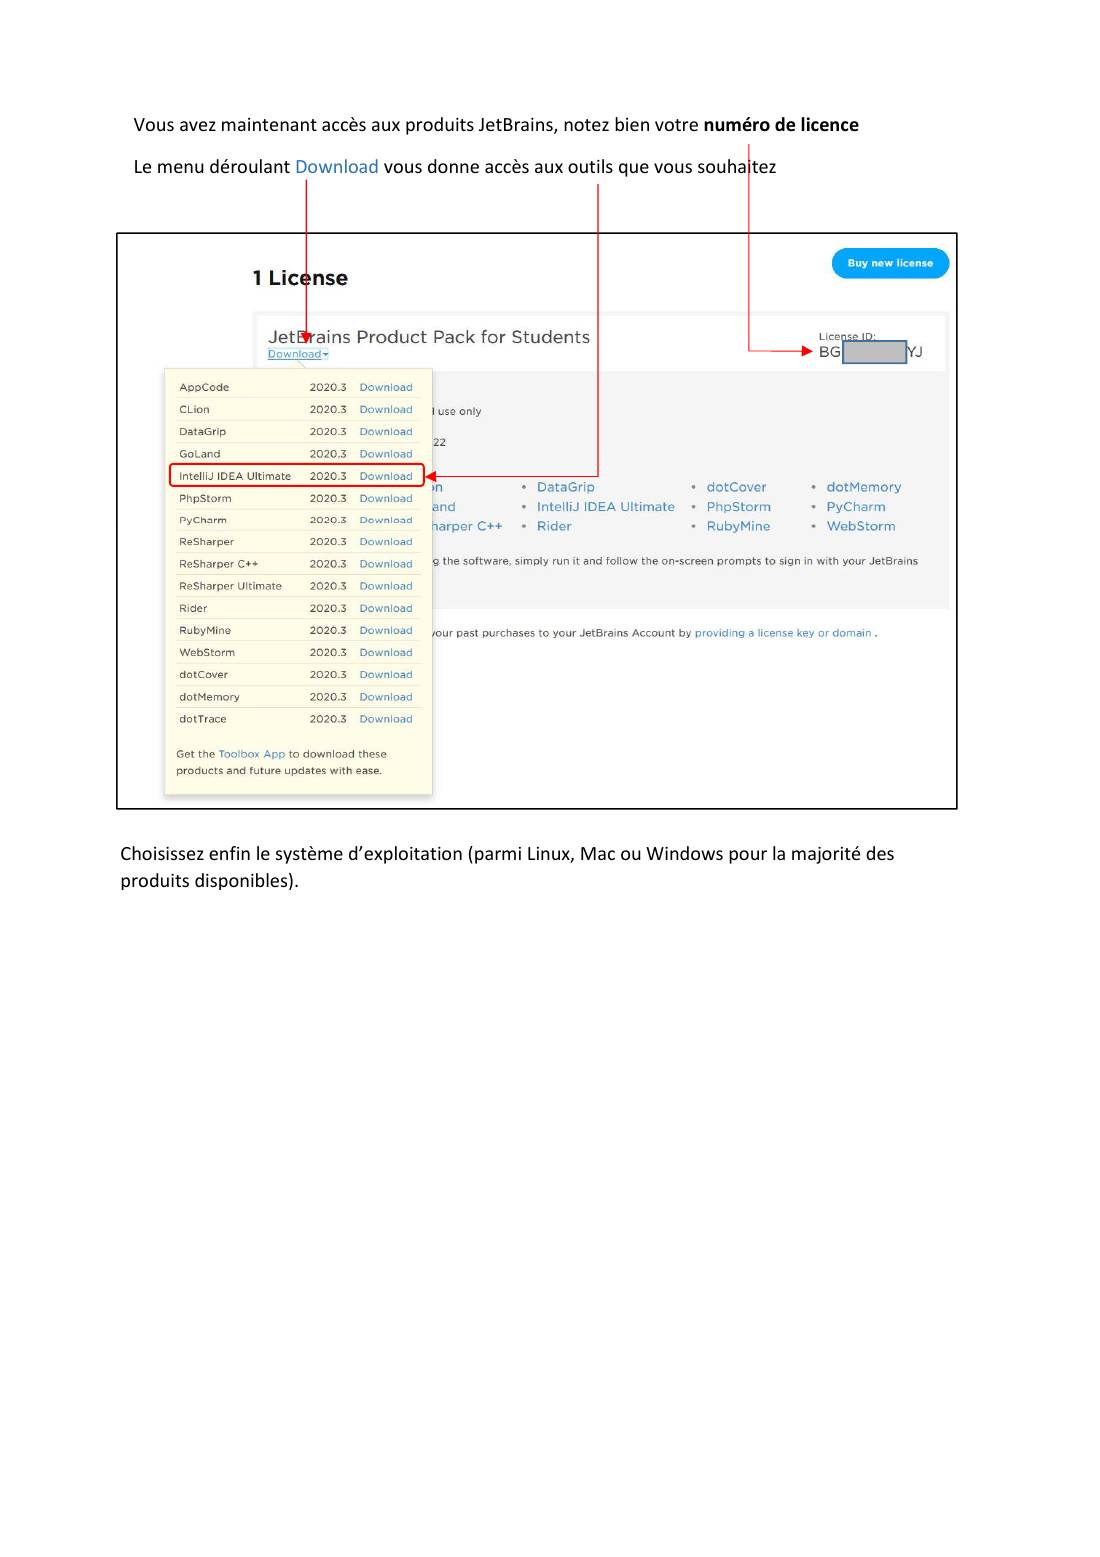 Vous avez maintenant accès aux produits JetBrains, notez bien votre numéro de licence
Le menu déroulant Download vous donne accès aux outils que vous souhaitez
Buy new license
1 License
JetBrains Product Pack for Students
Download
License ID:
BG YJ
AppCode 2020.3 Download
CLion 2020.3 Download
DataGrip 2020.3 Download
GoLand 2020.3 Download
IntelliJ IDEA Ultimate 2020.3 Download
PhpStorm 2020.3 Download
PyCharm 2020.3 Download
ReSharper 2020.3 Download
ReSharper C++ 2020.3 Download
ReSharper Ultimate 2020.3 Download
Rider 2020.3 Download
RubyMine 2020.3 Download
WebStorm 2020.3 Download
dotCover 2020.3 Download
dotMemory 2020.3 Download
dotTrace 2020.3 Download
Get the Toolbox App to download these
products and future updates with ease.
use only
22
• DataGrip • dotCover • dotMemory
• IntelliJ IDEA Ultimate • PhpStorm • PyCharm
C++ • Rider • RubyMine • WebStorm
the software, simply run it and follow the on-screen prompts to sign in with your JetBrains
your past purchases to your JetBrains Account by providing a license key or domain .
Choisissez enfin le système d’exploitation (parmi Linux, Mac ou Windows pour la majorité des
produits disponibles).